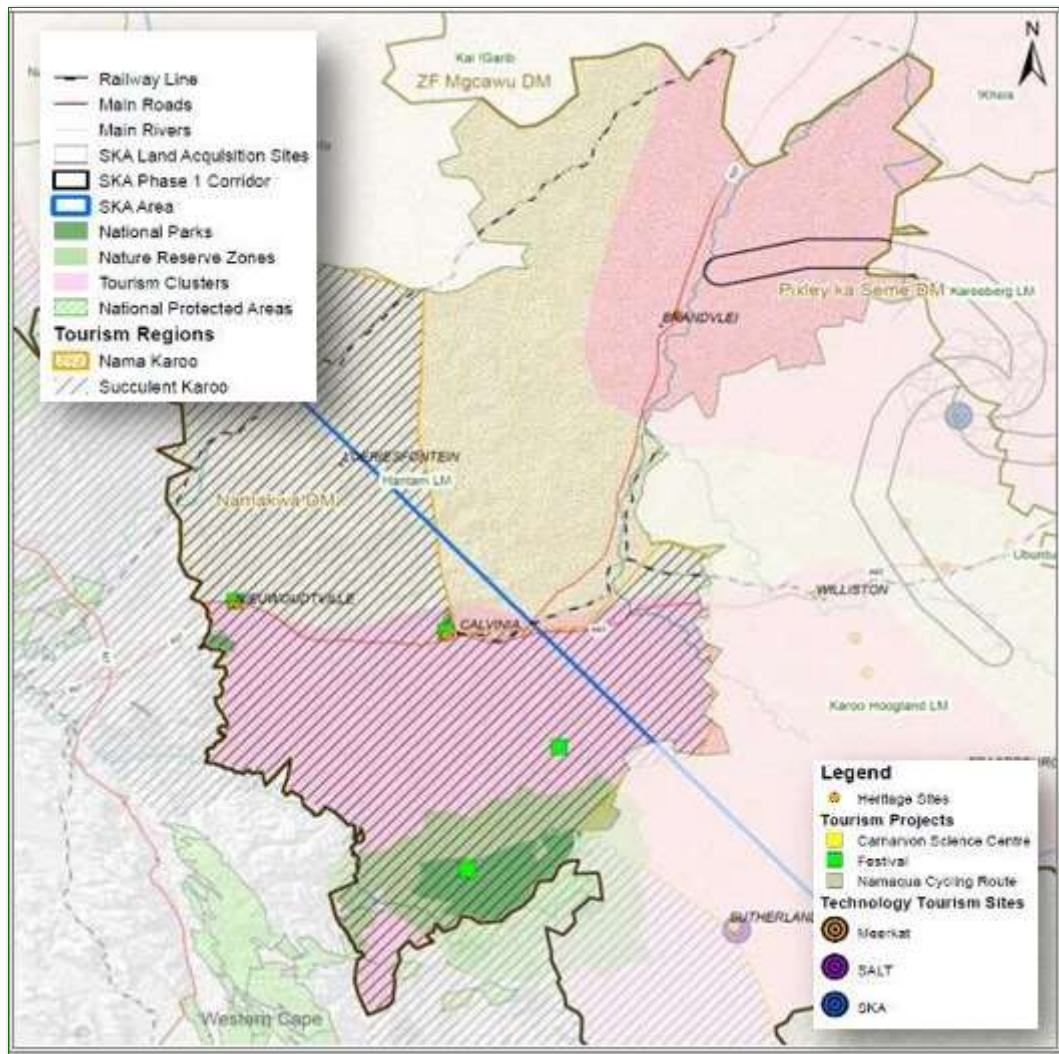 N
Kai !Garib
ZF Mgcawu DM
!Kheis
Railway Line
Main Roads
Main Rivers
SKA Land Acquisition Sites
SKA Phase 1 Corridor
SKA Area
National Parks
Nature Reserve Zones
Tourism Clusters
National Protected Areas
Tourism Regions
Nama Karoo
Succulent Karoo
Pixley ka Seme DM
Kareeberg LM
BRANDVLEI
LOERIESFONTEIN
Hantam LM
Namakwa DM
Ubuntu
NIEUWOUDTVILLE
WILLISTON
CALVINIA
Karoo Hoogland LM
SUTHERLAND
Western Cape
Legend
Heritage Sites
Tourism Projects
Carnarvon Science Centre
Festival
Namaqua Cycling Route
Technology Tourism Sites
Meerkat
SALT
SKA